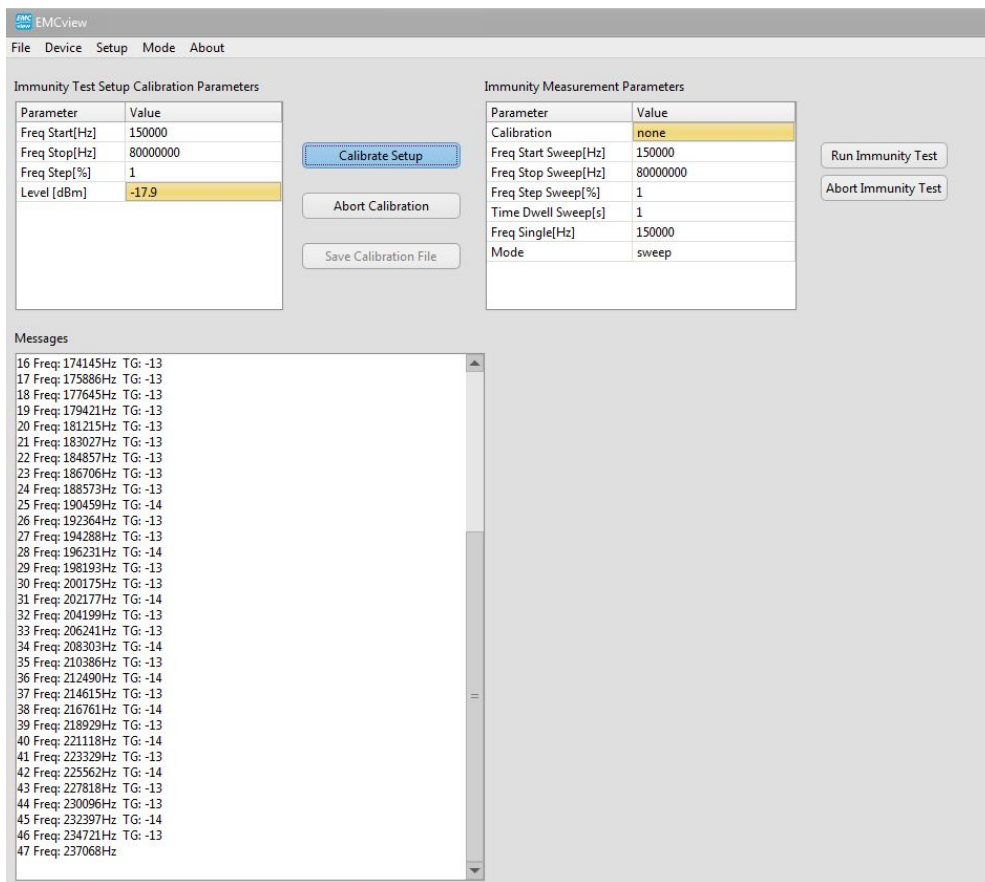 EMC view EMCview
File Device Setup Mode About
Immunity Test Setup Calibration Parameters
Parameter Value
Freq Start[Hz] 150000
Freq Stop[Hz] 80000000
Freq Step[%] 1
Level [dBm] -17.9
Calibrate Setup
Abort Calibration
Save Calibration File
Immunity Measurement Parameters
Parameter Value
Calibration none
Freq Start Sweep[Hz] 150000
Freq Stop Sweep[Hz] 80000000
Freq Step Sweep[%] 1
Time Dwell Sweep[s] 1
Freq Single[Hz] 150000
Mode sweep
Run Immunity Test
Abort Immunity Test
Messages
16 Freq: 174145Hz TG: -13
17 Freq: 175886Hz TG: -13
18 Freq: 177645Hz TG: -13
19 Freq: 179421Hz TG: -13
20 Freq: 181215Hz TG: -13
21 Freq: 183027Hz TG: -13
22 Freq: 184857Hz TG: -13
23 Freq: 186706Hz TG: -13
24 Freq: 188573Hz TG: -13
25 Freq: 190459Hz TG: -14
26 Freq: 192364Hz TG: -13
27 Freq: 194288Hz TG: -13
28 Freq: 196231Hz TG: -14
29 Freq: 198193Hz TG: -13
30 Freq: 200175Hz TG: -13
31 Freq: 202177Hz TG: -14
32 Freq: 204199Hz TG: -13
33 Freq: 206241Hz TG: -13
34 Freq: 208303Hz TG: -14
35 Freq: 210386Hz TG: -13
36 Freq: 212490Hz TG: -14
37 Freq: 214615Hz TG: -13
38 Freq: 216761Hz TG: -14
39 Freq: 218929Hz TG: -13
40 Freq: 221118Hz TG: -14
41 Freq: 223329Hz TG: -13
42 Freq: 225562Hz TG: -14
43 Freq: 227818Hz TG: -13
44 Freq: 230096Hz TG: -13
45 Freq: 232397Hz TG: -14
46 Freq: 234721Hz TG: -13
47 Freq: 237068Hz